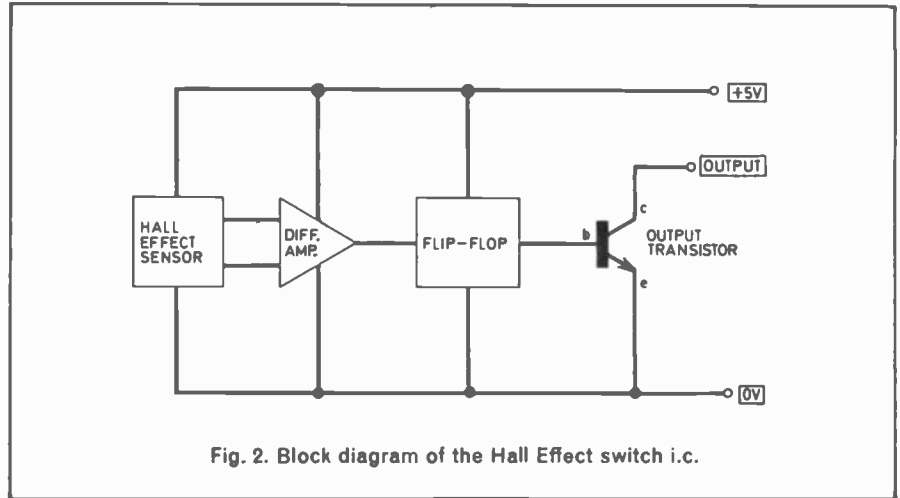 +5V
OUTPUT
HALL
EFFECT
SENSOR
DIFF.
AMP.
FLIP-FLOP
b
c
e
OUTPUT
TRANSISTOR
0V
Fig. 2. Block diagram of the Hall Effect switch i.c.